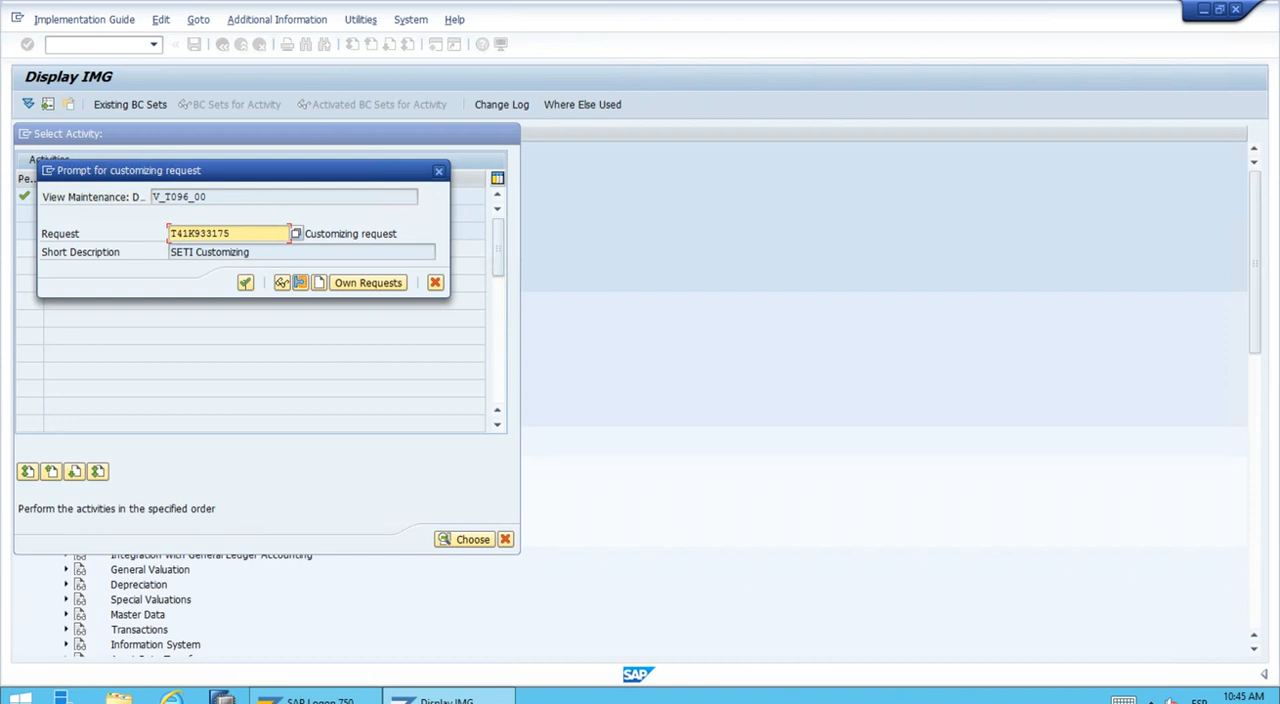 Implementation Guide Edit Goto Additional Information Utilities System Help
Display IMG
Existing BC Sets BC Sets for Activity Activated BC Sets for Activity Change Log Where Else Used
Select Activity:
Activities
Pe..
Prompt for customizing request
View Maintenance: D.. V_T096_00
Request T41K933175 Customizing request
Short Description SETI Customizing
Own Requests
Perform the activities in the specified order
Choose
Integration with General Ledger Accounting
General Valuation
Depreciation
Special Valuations
Master Data
Transactions
Information System
SAP
SAP Logon 750 Display IMG ESP 10:45 AM